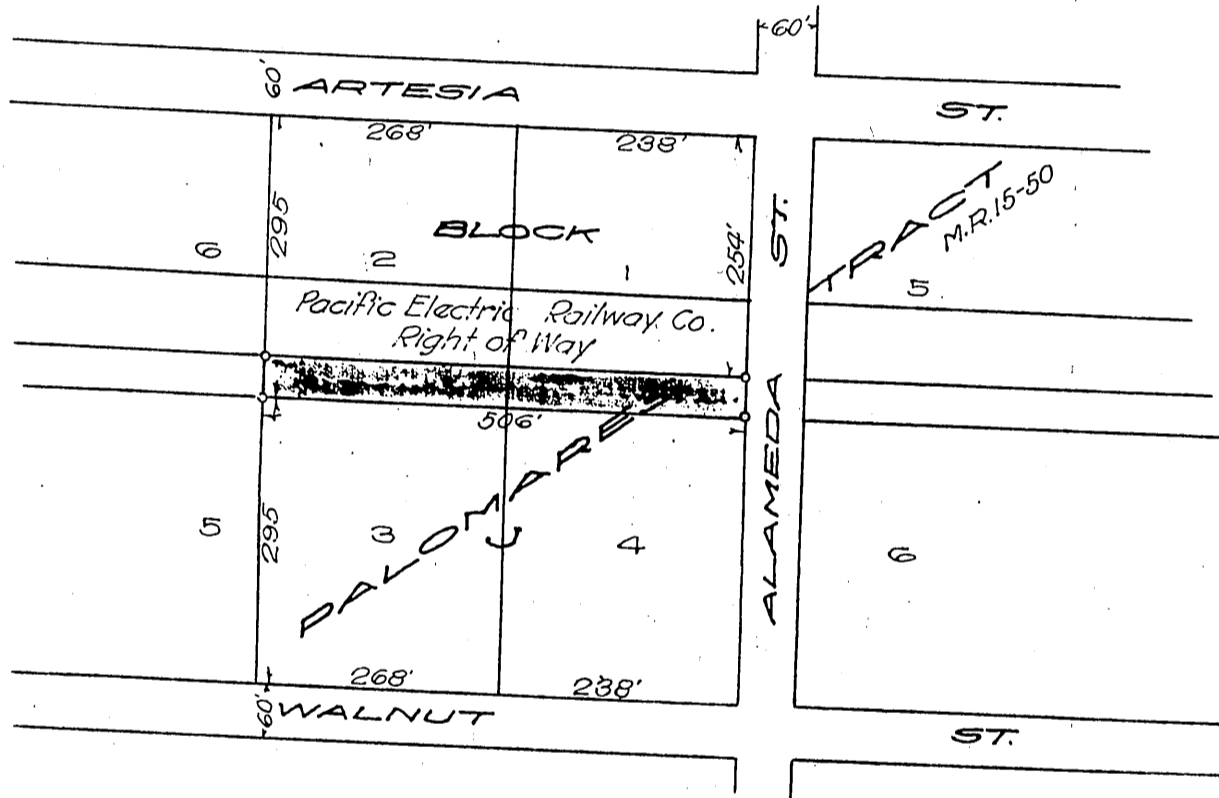 60'
60' ARTESIA ST.
268' 238'
TRACT
M.R. 15-50
295 BLOCK 254'
6 2 1 5
Pacific Electric Railway Co.
Right of Way
506'
ALAMEDA ST.
PALOMARES
5 295 3 J 4 6
268' 238'
60' WALNUT ST.